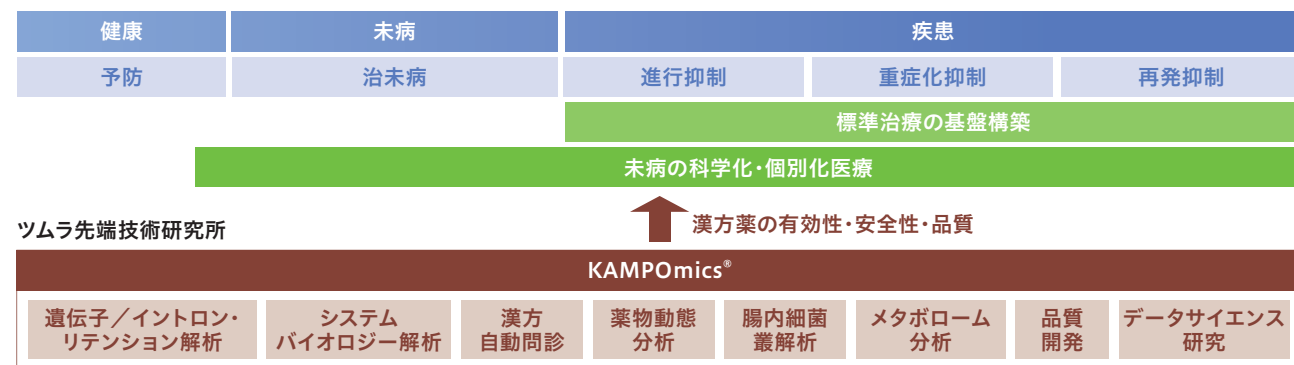 健康 未病 疾患
予防 治未病 進行抑制 重症化抑制 再発抑制
標準治療の基盤構築
未病の科学化・個別化医療
漢方薬の有効性・安全性・品質
ツムラ先端技術研究所
KAMPOmics®
遺伝子／イントロン・
リテンション解析
システム
バイオロジー解析
漢方
自動問診
薬物動態
分析
腸内細菌
叢解析
メタボローム
分析
品質
開発
データサイエンス
研究